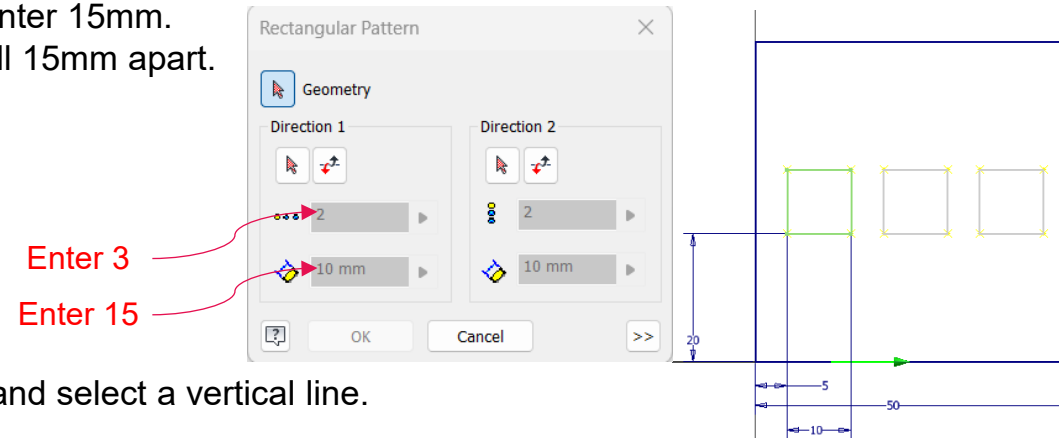 nter 15mm.
ll 15mm apart.
Rectangular Pattern
Geometry
Direction 1
Direction 2
2
2
10 mm
10 mm
Enter 3
Enter 15
OK
Cancel
>>
and select a vertical line.
20
5
50
10